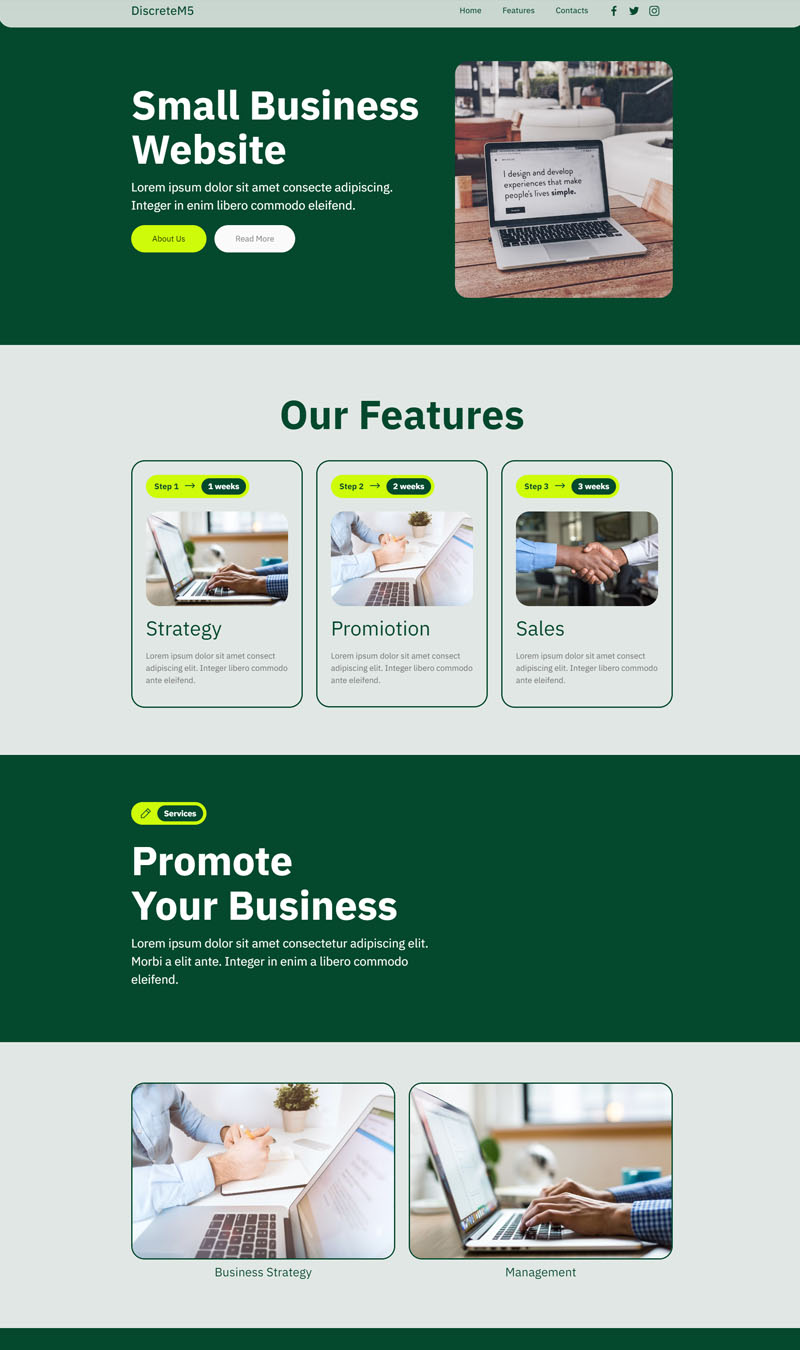 DiscreteM5
Home Features Contacts
Small Business
Website
Lorem ipsum dolor sit amet consecte adipiscing.
Integer in enim libero commodo eleifend.
About Us
Read More
I design and develop
experiences that make
people's lives simple.
Our Features
Step 1 → 1 weeks
Step 2 → 2 weeks
Step 3 → 3 weeks
Strategy
Lorem ipsum dolor sit amet consect
adipiscing elit. Integer libero commodo
ante eleifend.
Promiotion
Lorem ipsum dolor sit amet consect
adipiscing elit. Integer libero commodo
ante eleifend.
Sales
Lorem ipsum dolor sit amet consect
adipiscing elit. Integer libero commodo
ante eleifend.
Services
Promote
Your Business
Lorem ipsum dolor sit amet consectetur adipiscing elit.
Morbi a elit ante. Integer in enim a libero commodo
eleifend.
Business Strategy
Management